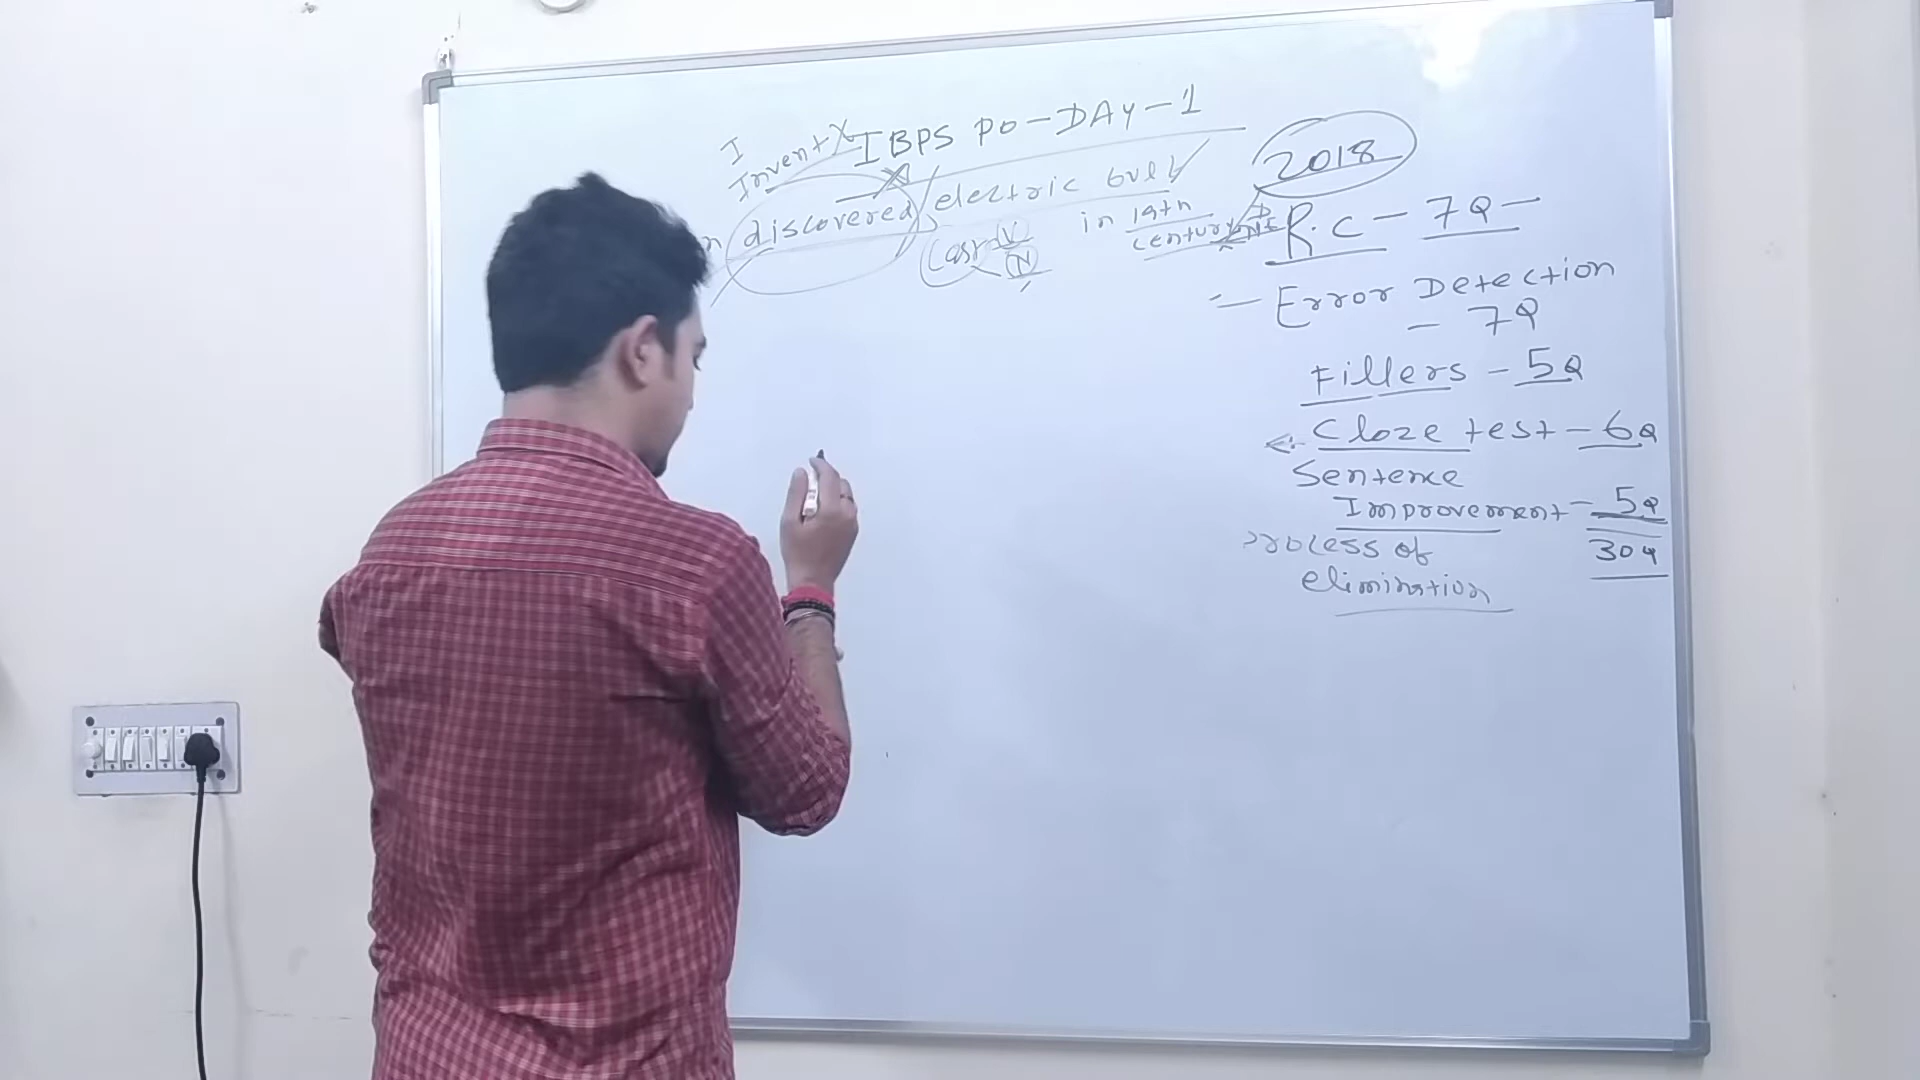 IBPS PO-DAY-1
I
Invent X
discovered / electric bulb
in 19th
century
V
N
2018
R.C - 7Q -
- Error Detection
- 7Q
Fillers - 5Q
Cloze test - 6Q
Sentence
Improvement - 5Q
30Q
Process of
elimination